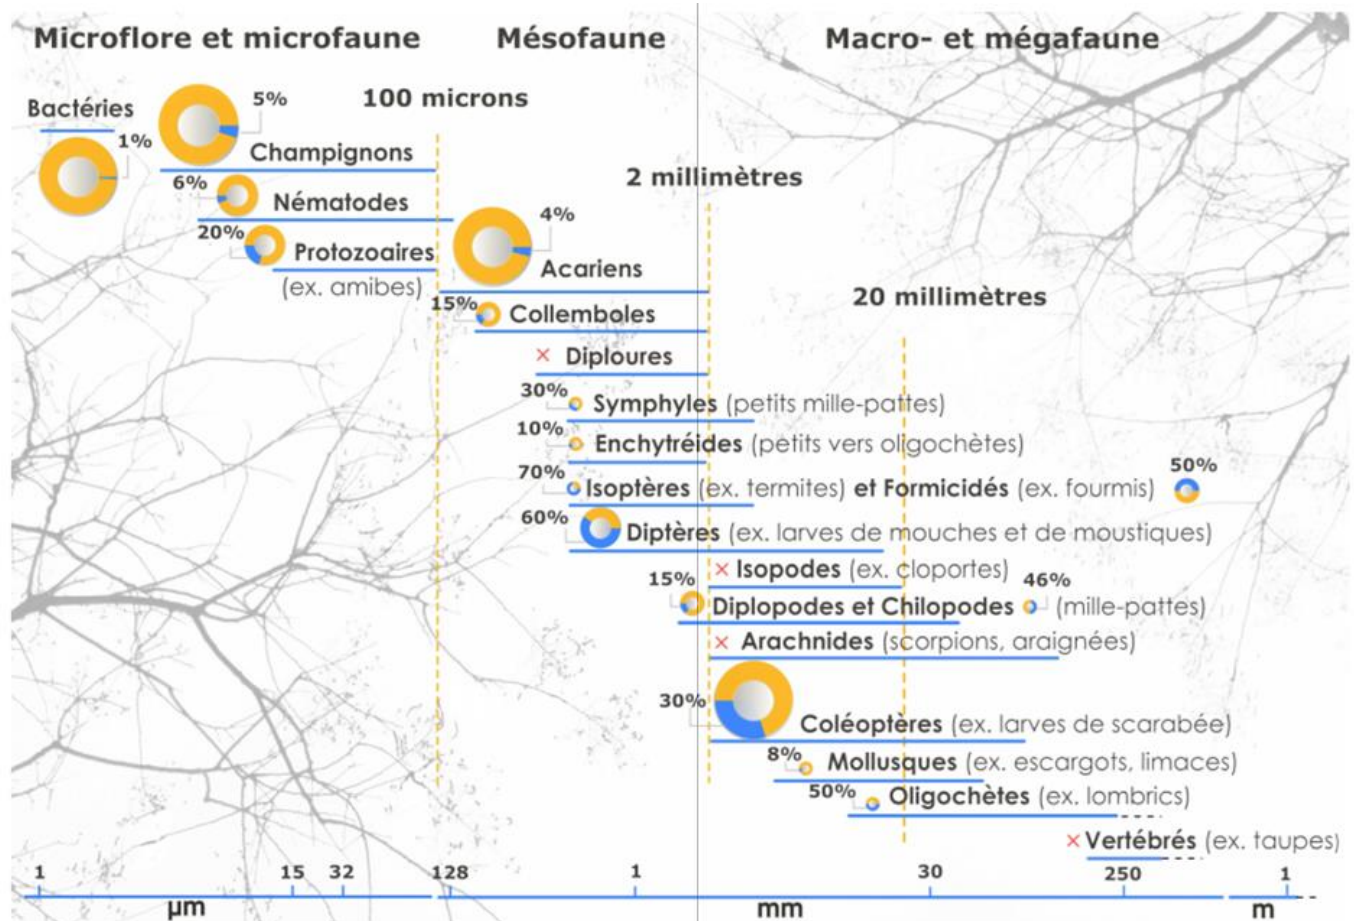 Microflore et microfaune
Mésofaune
Macro- et mégafaune
100 microns
Bactéries
1%
5%
Champignons
6%
Nématodes
20%
Protozoaires
(ex. amibes)
2 millimètres
4%
Acariens
15%
Collemboles
20 millimètres
× Diploures
30%
Symphyles (petits mille-pattes)
10%
Enchytréides (petits vers oligochètes)
70%
Isoptères (ex. termites) et Formicidés (ex. fourmis)
50%
60%
Diptères (ex. larves de mouches et de moustiques)
× Isopodes (ex. cloportes)
15%
Diplopodes et Chilopodes
46%
(mille-pattes)
× Arachnides (scorpions, araignées)
30%
Coléoptères (ex. larves de scarabée)
8%
Mollusques (ex. escargots, limaces)
50%
Oligochètes (ex. lombrics)
× Vertébrés (ex. taupes)
1 15 32 128 1 30 250 1
µm mm m